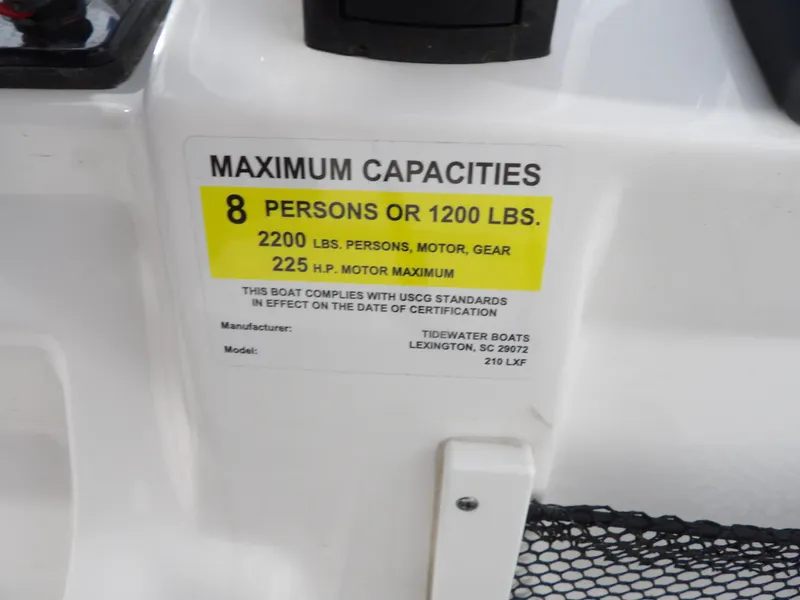 MAXIMUM CAPACITIES
8 PERSONS OR 1200 LBS.
2200 LBS. PERSONS, MOTOR, GEAR
225 H.P. MOTOR MAXIMUM
THIS BOAT COMPLIES WITH USCG STANDARDS
IN EFFECT ON THE DATE OF CERTIFICATION
Manufacturer: TIDEWATER BOATS
LEXINGTON, SC 29072
Model: 210 LXF